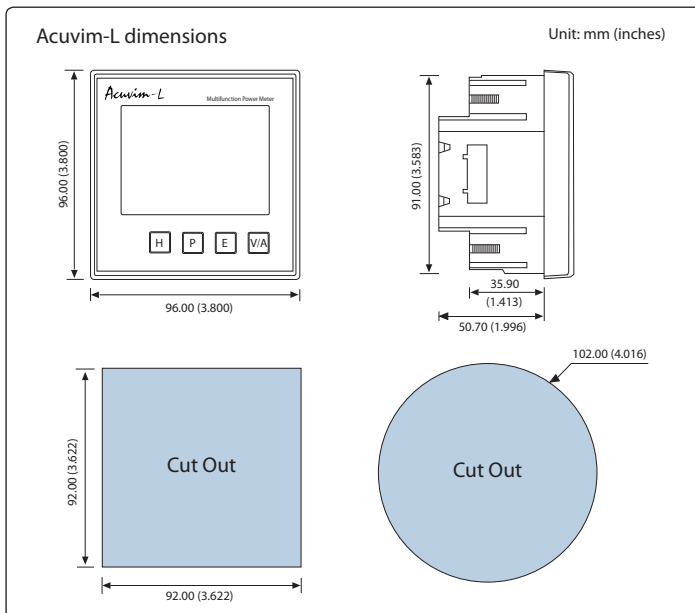 Acuvim-L dimensions
Unit: mm (inches)
Acuvim-L
Multifunction Power Meter
96.00 (3.800)
H P E V/A
96.00 (3.800)
91.00 (3.583)
35.90
(1.413)
50.70 (1.996)
92.00 (3.622)
Cut Out
92.00 (3.622)
102.00 (4.016)
Cut Out